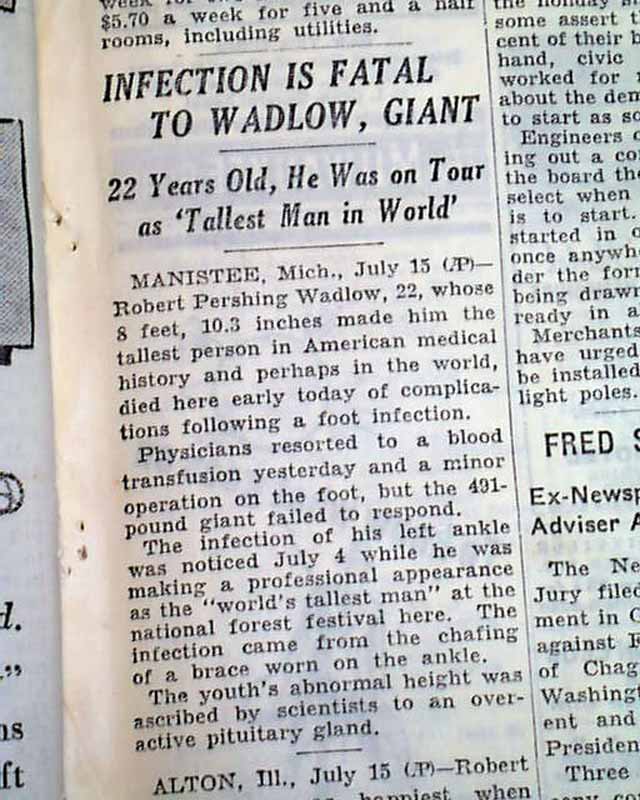 $5.70 a week for five and a half
rooms, including utilities.
INFECTION IS FATAL
TO WADLOW, GIANT
22 Years Old, He Was on Tour
as 'Tallest Man in World'
MANISTEE, Mich., July 15 (AP)—
Robert Pershing Wadlow, 22, whose
8 feet, 10.3 inches made him the
tallest person in American medical
history and perhaps in the world,
died here early today of complica-
tions following a foot infection.
Physicians resorted to a blood
transfusion yesterday and a minor
operation on the foot, but the 491-
pound giant failed to respond.
The infection of his left ankle
was noticed July 4 while he was
making a professional appearance
as the "world's tallest man" at the
national forest festival here. The
infection came from the chafing
of a brace worn on the ankle.
The youth's abnormal height was
ascribed by scientists to an over-
active pituitary gland.
ALTON, Ill., July 15 (AP)—Robert
happiest when
some assert t
cent of their b
hand, civic
worked for
about the dem
to start as so
Engineers
ing out a co
the board the
select when
is to start.
started in
once anywh
der the for
being draw
ready in a
Merchants
have urged
be installed
light poles.
FRED S
Ex-Newsp
Adviser A
The Ne
Jury filed
ment in C
against F
of Chag
Washingt
ent and
Presiden
Three
d.
,"
ns
ft